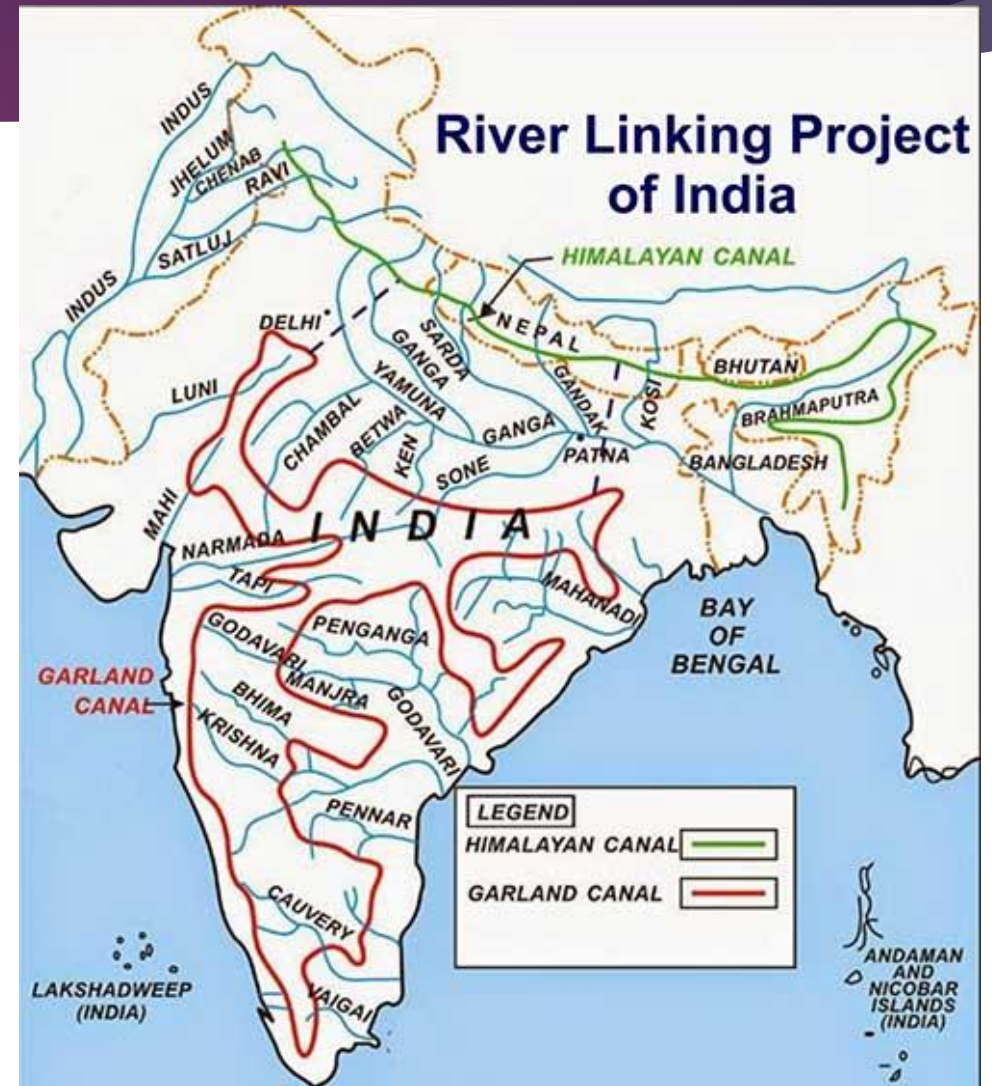 River Linking Project
of India
INDUS
JHELUM
CHENAB
RAVI
SATLUJ
INDUS
HIMALAYAN CANAL
DELHI
NEPAL
SARDA
GANGA
YAMUNA
LUNI
CHAMBAL
BETWA
KEN
GANDAK
KOSI
BHUTAN
BRAHMAPUTRA
GANGA
PATNA
BANGLADESH
SONE
MAHI
INDIA
NARMADA
TAPI
MAHANADI
BAY
OF
BENGAL
GODAVARI
PENGANGA
GARLAND
CANAL
MANJRA
GODAVARI
BHIMA
KRISHNA
PENNAR
LEGEND
HIMALAYAN CANAL
GARLAND CANAL
CAUVERY
VAIGAI
LAKSHADWEEP
(INDIA)
ANDAMAN
AND
NICOBAR
ISLANDS
(INDIA)